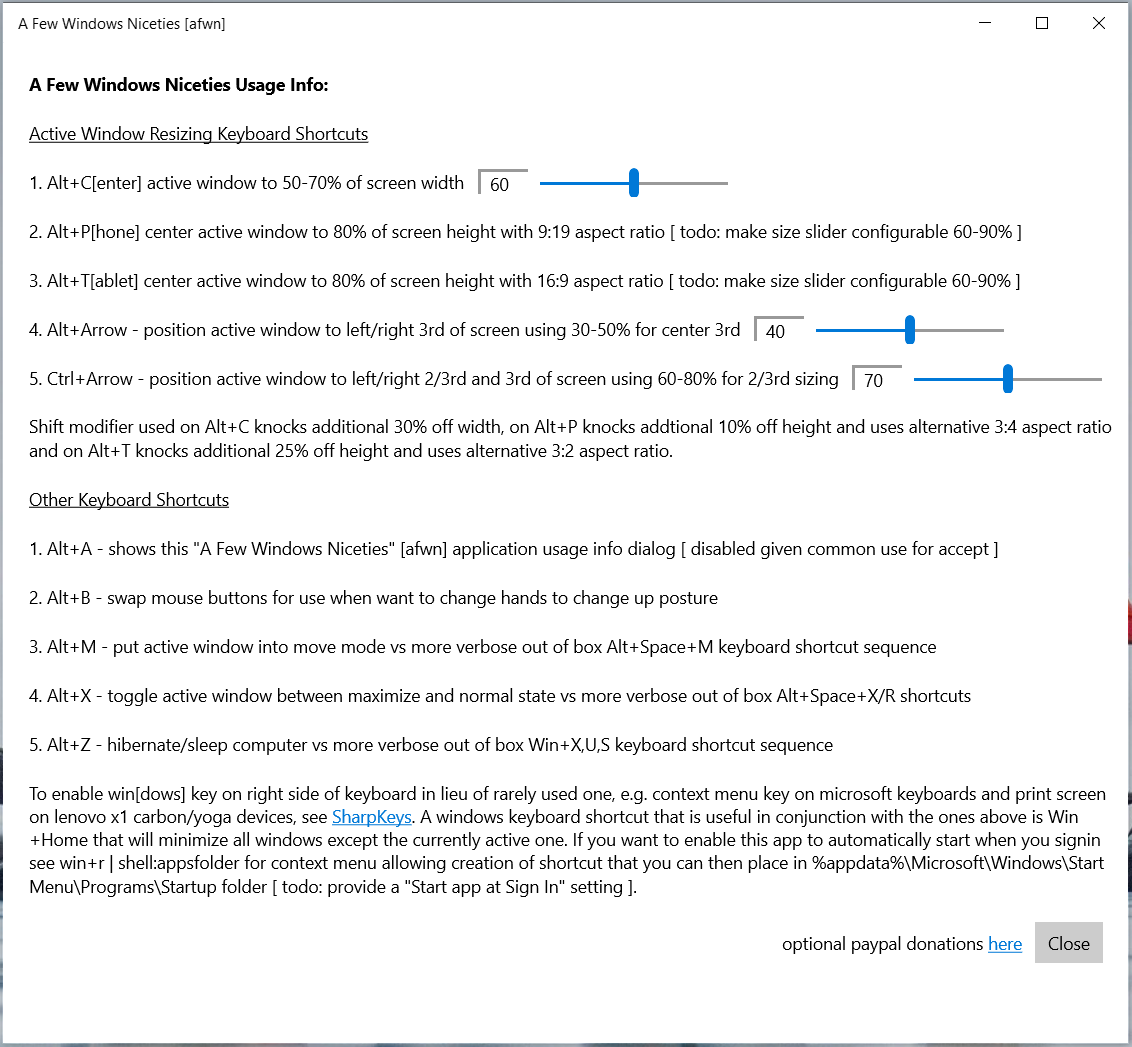 A Few Windows Niceties [afwn]
A Few Windows Niceties Usage Info:
Active Window Resizing Keyboard Shortcuts
1. Alt+C[enter] active window to 50-70% of screen width 60
2. Alt+P[hone] center active window to 80% of screen height with 9:19 aspect ratio [ todo: make size slider configurable 60-90% ]
3. Alt+T[ablet] center active window to 80% of screen height with 16:9 aspect ratio [ todo: make size slider configurable 60-90% ]
4. Alt+Arrow - position active window to left/right 3rd of screen using 30-50% for center 3rd 40
5. Ctrl+Arrow - position active window to left/right 2/3rd and 3rd of screen using 60-80% for 2/3rd sizing 70
Shift modifier used on Alt+C knocks additional 30% off width, on Alt+P knocks addtional 10% off height and uses alternative 3:4 aspect ratio
and on Alt+T knocks additional 25% off height and uses alternative 3:2 aspect ratio.
Other Keyboard Shortcuts
1. Alt+A - shows this "A Few Windows Niceties" [afwn] application usage info dialog [ disabled given common use for accept ]
2. Alt+B - swap mouse buttons for use when want to change hands to change up posture
3. Alt+M - put active window into move mode vs more verbose out of box Alt+Space+M keyboard shortcut sequence
4. Alt+X - toggle active window between maximize and normal state vs more verbose out of box Alt+Space+X/R shortcuts
5. Alt+Z - hibernate/sleep computer vs more verbose out of box Win+X,U,S keyboard shortcut sequence
To enable win[dows] key on right side of keyboard in lieu of rarely used one, e.g. context menu key on microsoft keyboards and print screen
on lenovo x1 carbon/yoga devices, see SharpKeys. A windows keyboard shortcut that is useful in conjunction with the ones above is Win
+Home that will minimize all windows except the currently active one. If you want to enable this app to automatically start when you signin
see win+r | shell:appsfolder for context menu allowing creation of shortcut that you can then place in %appdata%\Microsoft\Windows\Start
Menu\Programs\Startup folder [ todo: provide a "Start app at Sign In" setting ].
optional paypal donations here Close